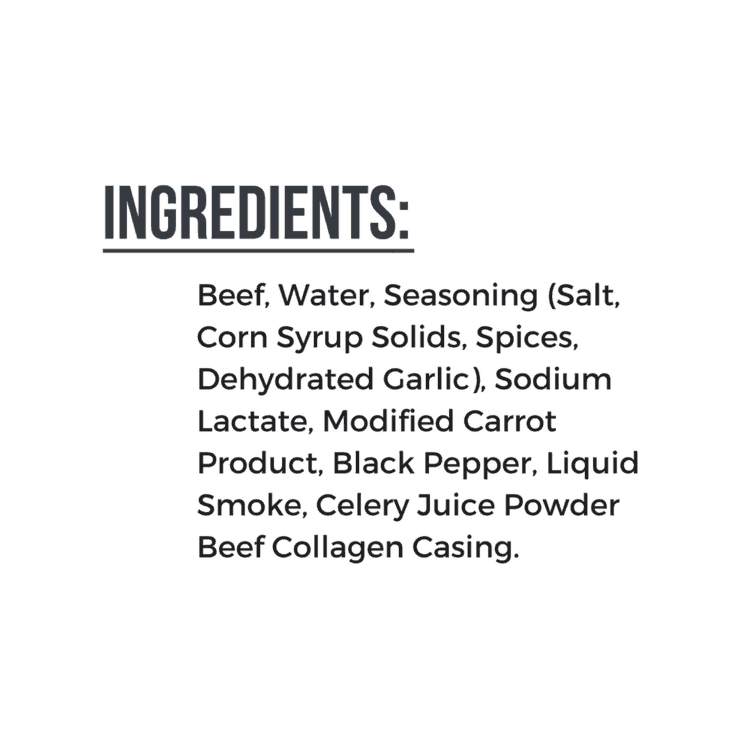 INGREDIENTS:
Beef, Water, Seasoning (Salt,
Corn Syrup Solids, Spices,
Dehydrated Garlic), Sodium
Lactate, Modified Carrot
Product, Black Pepper, Liquid
Smoke, Celery Juice Powder
Beef Collagen Casing.